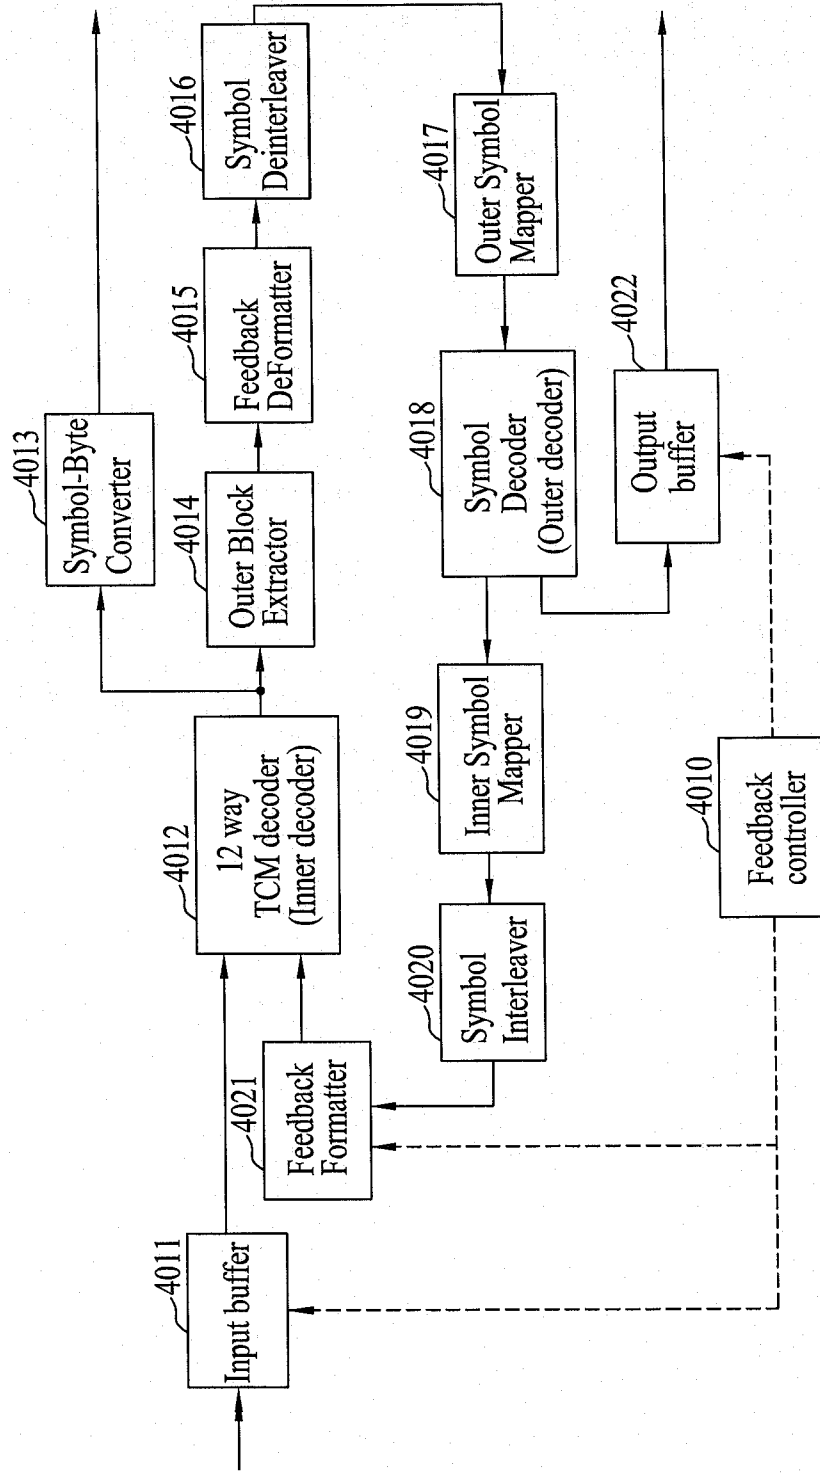 4011
Input buffer
4021
Feedback
Formatter
4012
12 way
TCM decoder
(Inner decoder)
4013
Symbol-Byte
Converter
4014
Outer Block
Extractor
4015
Feedback
DeFormatter
4016
Symbol
Deinterleaver
4017
Outer Symbol
Mapper
4018
Symbol
Decoder
(Outer decoder)
4019
Inner Symbol
Mapper
4020
Symbol
Interleaver
4022
Output
buffer
4010
Feedback
controller